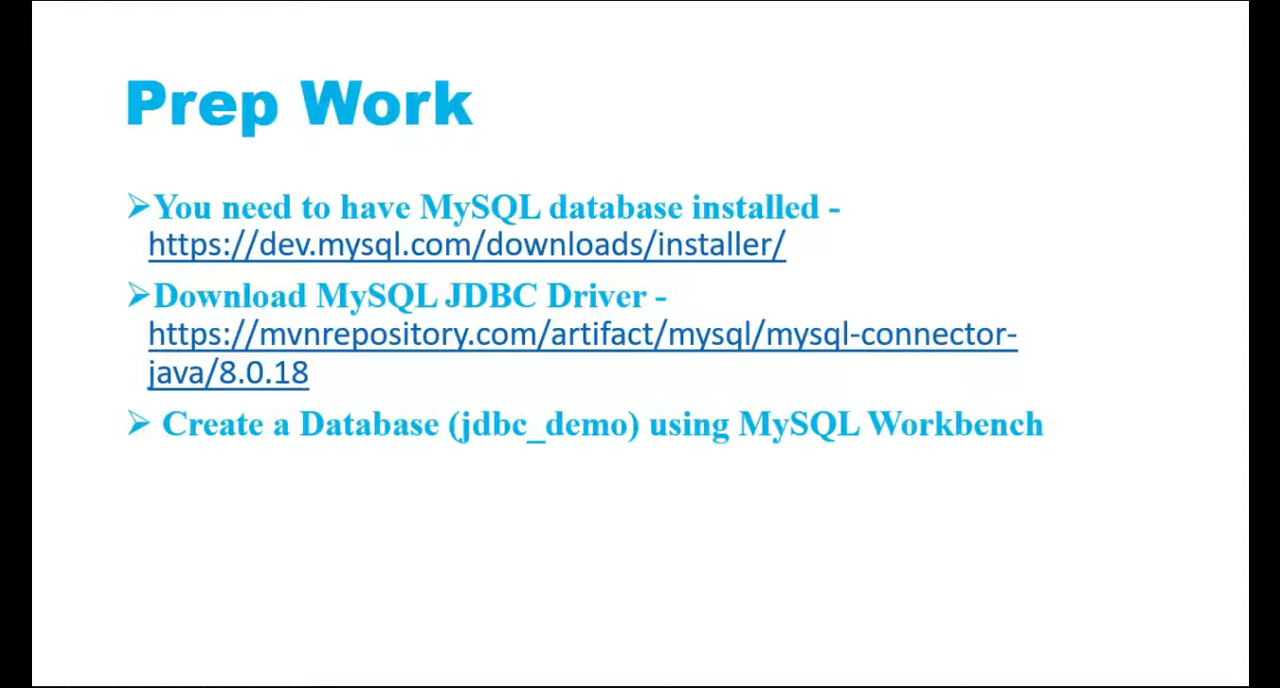 Prep Work
➢You need to have MySQL database installed -
https://dev.mysql.com/downloads/installer/
➢Download MySQL JDBC Driver -
https://mvnrepository.com/artifact/mysql/mysql-connector-
java/8.0.18
➢ Create a Database (jdbc_demo) using MySQL Workbench